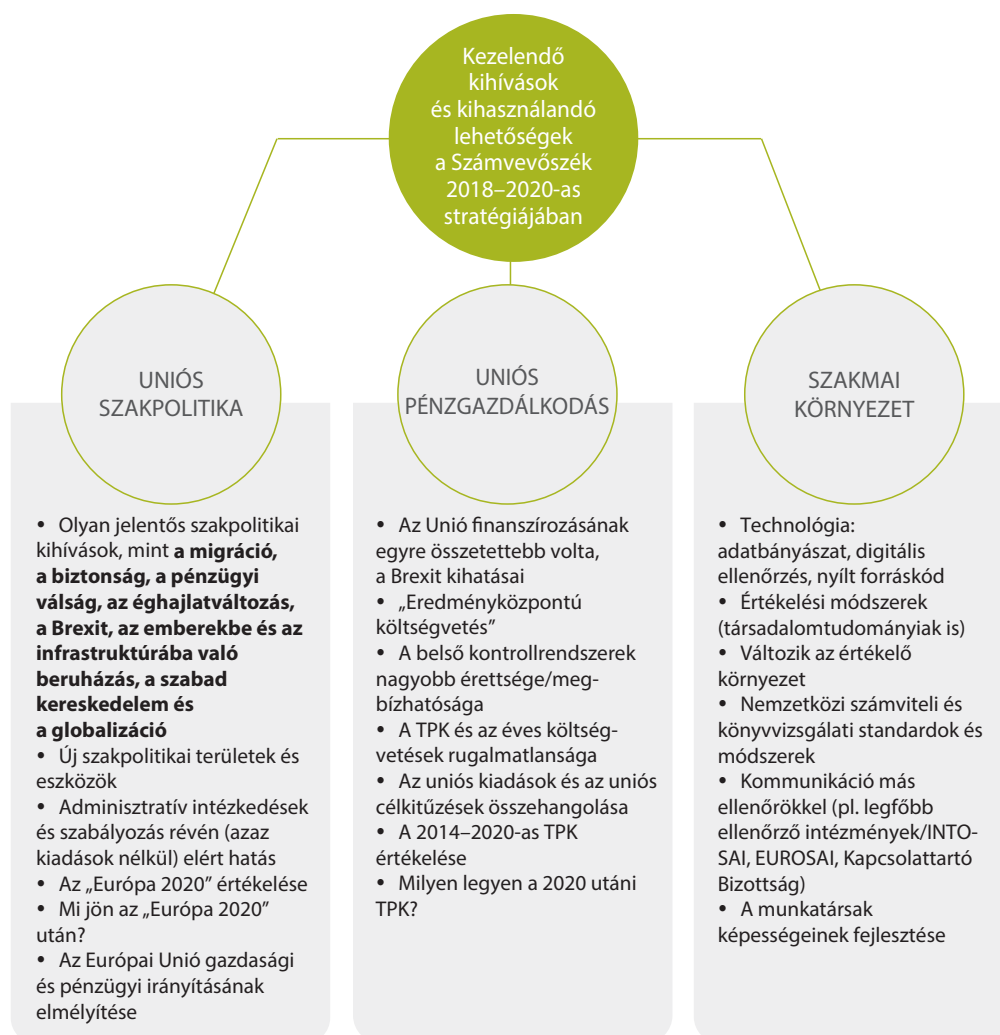 Kezelendő
kihívások
és kihasználandó
lehetőségek
a Számvevőszék
2018–2020-as
stratégiájában
UNIÓS
SZAKPOLITIKA
• Olyan jelentős szakpolitikai
kihívások, mint a migráció,
a biztonság, a pénzügyi
válság, az éghajlatváltozás,
a Brexit, az emberekbe és az
infrastruktúrába való
beruházás, a szabad
kereskedelem és
a globalizáció
• Új szakpolitikai területek és
eszközök
• Adminisztratív intézkedések
és szabályozás révén (azaz
kiadások nélkül) elért hatás
• Az „Európa 2020” értékelése
• Mi jön az „Európa 2020”
után?
• Az Európai Unió gazdasági
és pénzügyi irányításának
elmélyítése
UNIÓS
PÉNZGAZDÁLKODÁS
• Az Unió finanszírozásának
egyre összetettebb volta,
a Brexit kihatásai
• „Eredményközpontú
költségvetés”
• A belső kontrollrendszerek
nagyobb érettsége/meg-
bízhatósága
• A TPK és az éves költség-
vetések rugalmatlansága
• Az uniós kiadások és az uniós
célkitűzések összehangolása
• A 2014–2020-as TPK
értékelése
• Milyen legyen a 2020 utáni
TPK?
SZAKMAI
KÖRNYEZET
• Technológia:
adatbányászat, digitális
ellenőrzés, nyílt forráskód
• Értékelési módszerek
(társadalomtudományiak is)
• Változik az értékelő
környezet
• Nemzetközi számviteli és
könyvvizsgálati standardok és
módszerek
• Kommunikáció más
ellenőrökkel (pl. legfőbb
ellenőrző intézmények/INTO-
SAI, EUROSAI, Kapcsolattartó
Bizottság)
• A munkatársak
képességeinek fejlesztése